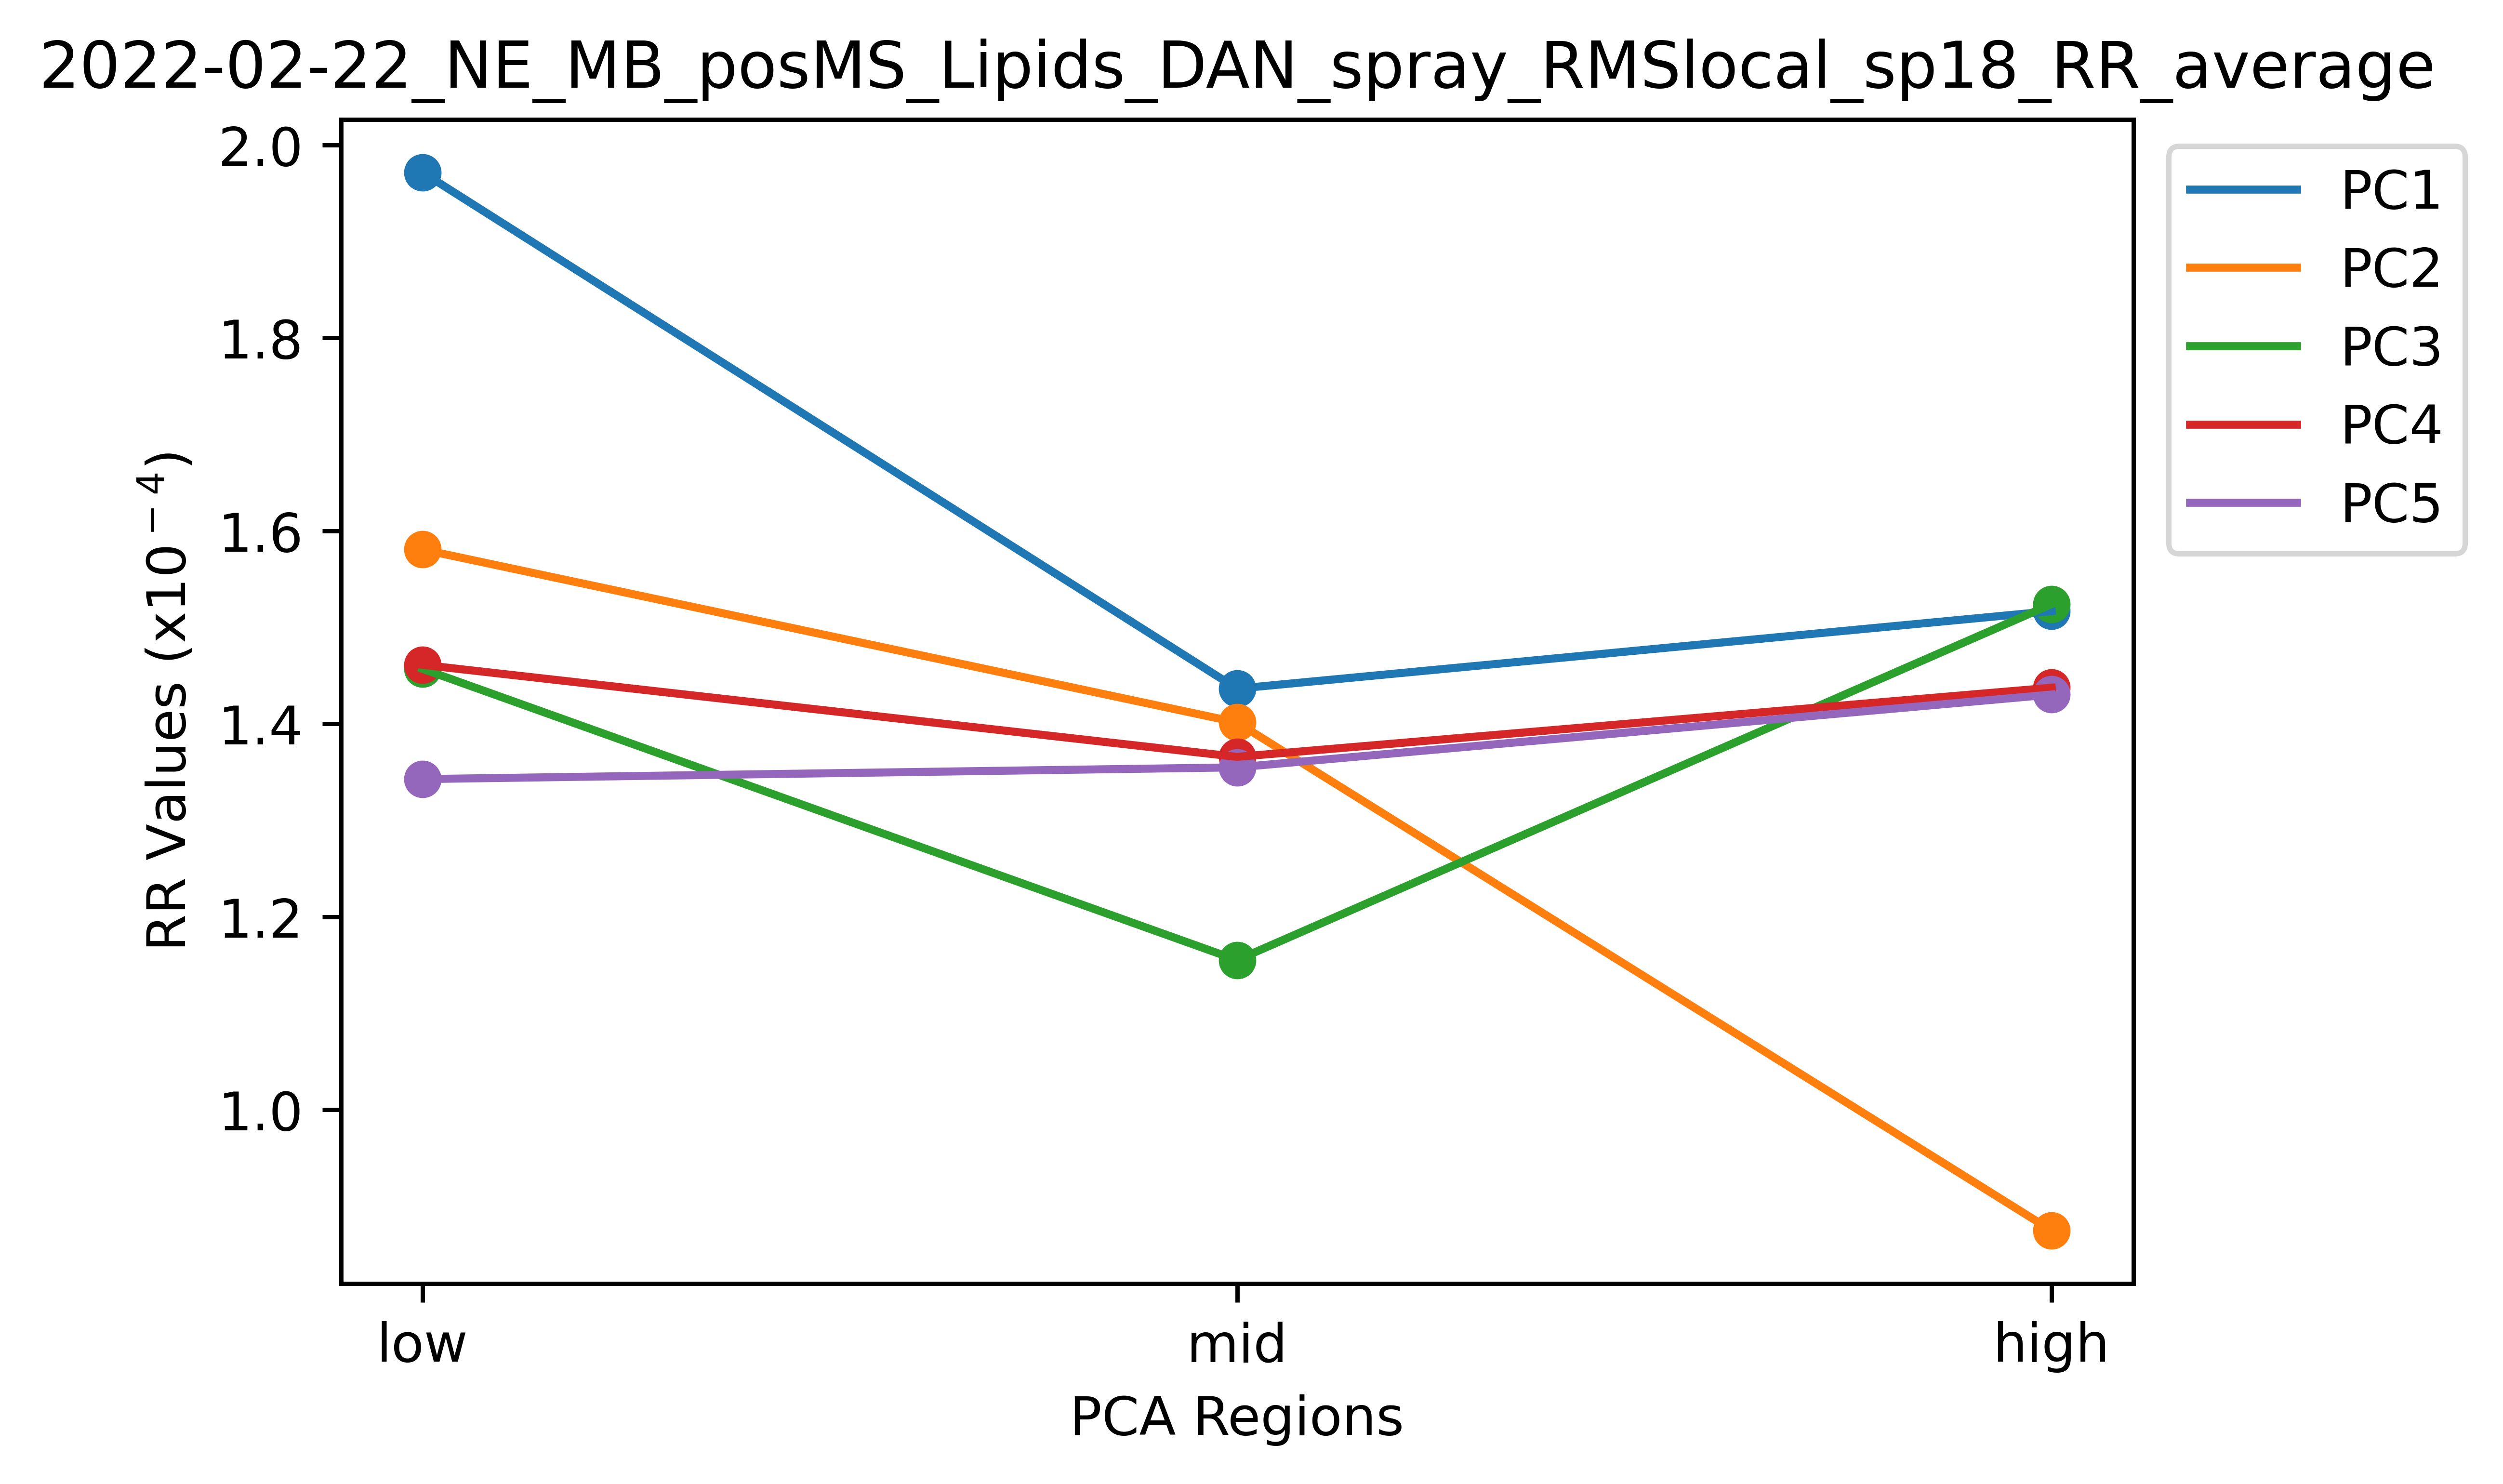 2022-02-22_NE_MB_posMS_Lipids_DAN_spray_RMSlocal_sp18_RR_average
RR Values (x10⁻⁴)
2.0
1.8
1.6
1.4
1.2
1.0
low
mid
high
PCA Regions
PC1
PC2
PC3
PC4
PC5